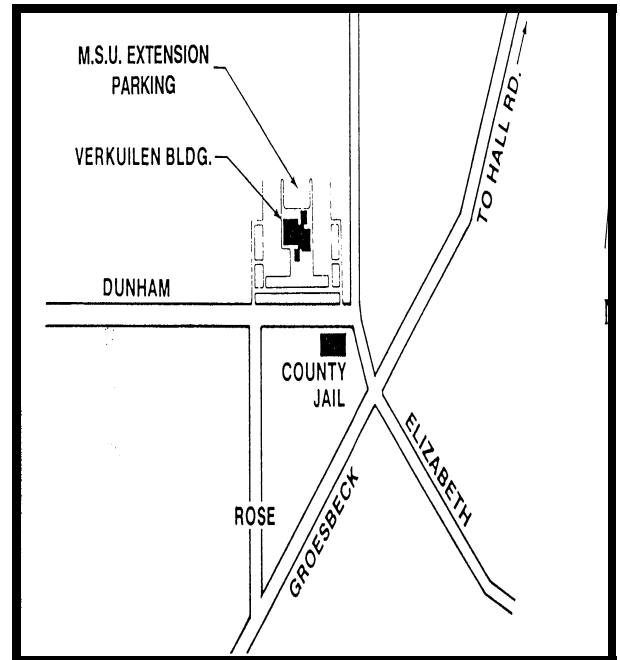 M.S.U. EXTENSION
PARKING
VERKUILEN BLDG.
TO HALL RD.
DUNHAM
COUNTY
JAIL
ELIZABETH
ROSE
GROESBECK